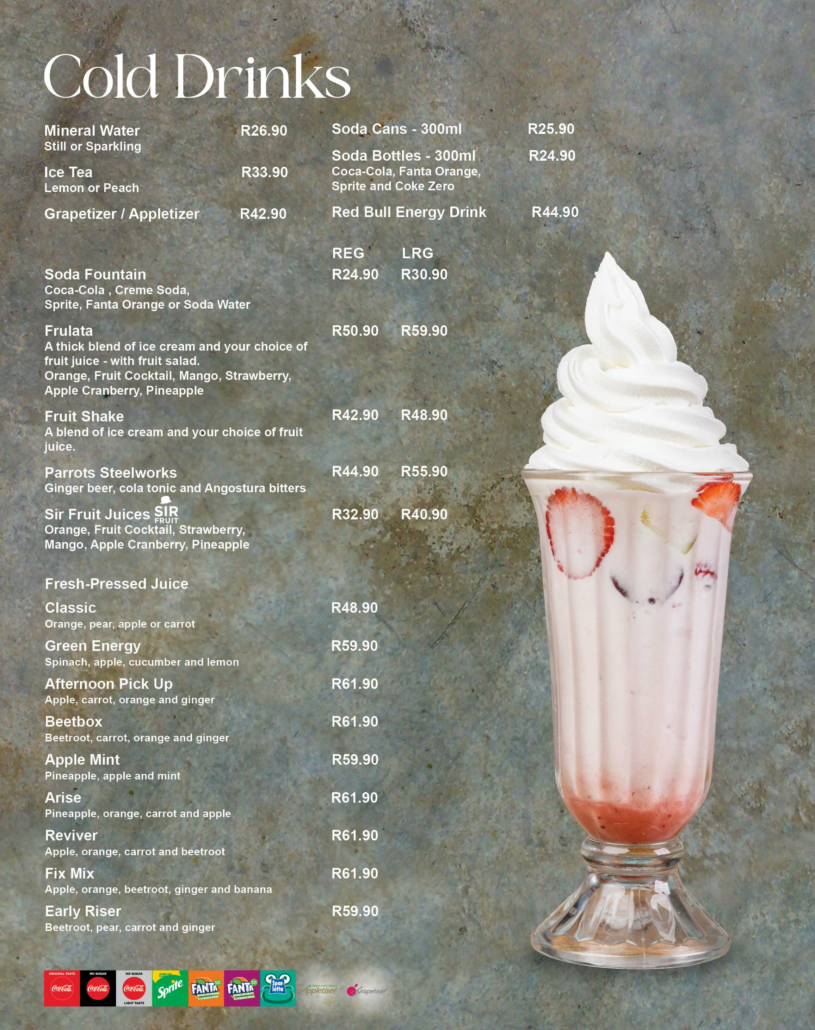 Cold Drinks
Mineral Water R26.90
Still or Sparkling
Ice Tea R33.90
Lemon or Peach
Grapetizer / Appletizer R42.90
Soda Cans - 300ml R25.90
Soda Bottles - 300ml R24.90
Coca-Cola, Fanta Orange,
Sprite and Coke Zero
Red Bull Energy Drink R44.90
REG LRG
Soda Fountain R24.90 R30.90
Coca-Cola , Creme Soda,
Sprite, Fanta Orange or Soda Water
Frulata R50.90 R59.90
A thick blend of ice cream and your choice of
fruit juice - with fruit salad.
Orange, Fruit Cocktail, Mango, Strawberry,
Apple Cranberry, Pineapple
Fruit Shake R42.90 R48.90
A blend of ice cream and your choice of fruit
juice.
Parrots Steelworks R44.90 R55.90
Ginger beer, cola tonic and Angostura bitters
Sir Fruit Juices SIR FRUIT R32.90 R40.90
Orange, Fruit Cocktail, Strawberry,
Mango, Apple Cranberry, Pineapple
Fresh-Pressed Juice
Classic R48.90
Orange, pear, apple or carrot
Green Energy R59.90
Spinach, apple, cucumber and lemon
Afternoon Pick Up R61.90
Apple, carrot, orange and ginger
Beetbox R61.90
Beetroot, carrot, orange and ginger
Apple Mint R59.90
Pineapple, apple and mint
Arise R61.90
Pineapple, orange, carrot and apple
Reviver R61.90
Apple, orange, carrot and beetroot
Fix Mix R61.90
Apple, orange, beetroot, ginger and banana
Early Riser R59.90
Beetroot, pear, carrot and ginger
ORIGINAL TASTE NO SUGAR NO SUGAR
Coca-Cola Coca-Cola Coca-Cola Sprite FANTA FANTA Appletiser Grapetiser
LIGHT TASTE